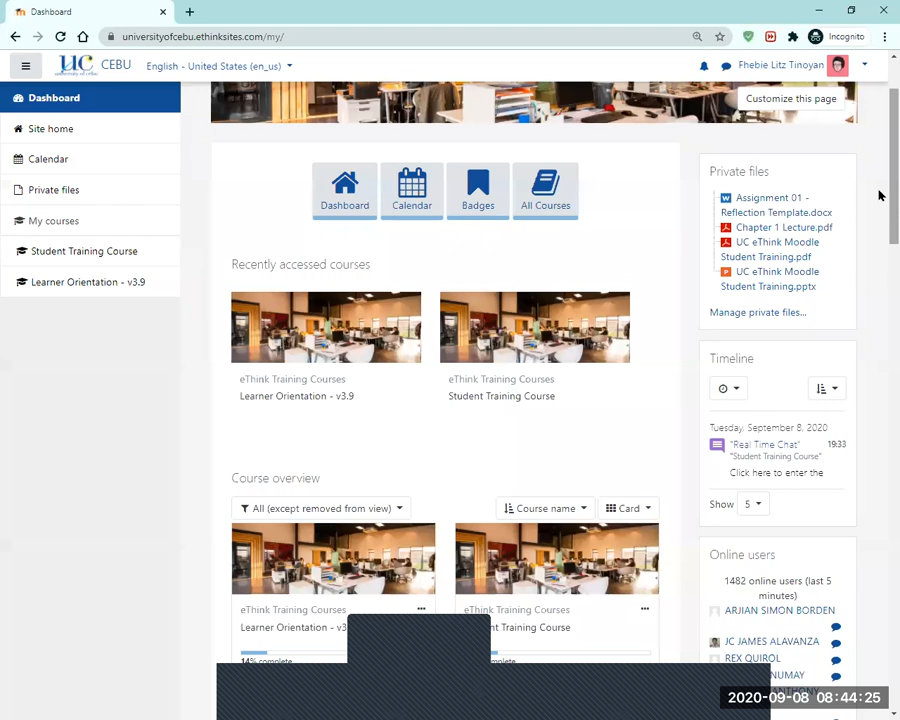 Dashboard
universityofcebu.ethinksites.com/my/
Incognito
UC
CEBU
English - United States (en_us)
Fhebie Litz Tinoyan
Dashboard
Site home
Calendar
Private files
My courses
Student Training Course
Learner Orientation - v3.9
Customize this page
Dashboard
Calendar
Badges
All Courses
Recently accessed courses
eThink Training Courses
Learner Orientation - v3.9
eThink Training Courses
Student Training Course
Course overview
All (except removed from view)
Course name
Card
eThink Training Courses
Learner Orientation - v3
14% complete
eThink Training Courses
nt Training Course
mplete
Private files
Assignment 01 -
Reflection Template.docx
Chapter 1 Lecture.pdf
UC eThink Moodle
Student Training.pdf
UC eThink Moodle
Student Training.pptx
Manage private files...
Timeline
Tuesday, September 8, 2020
"Real Time Chat"
19:33
"Student Training Course"
Click here to enter the
Show 5
Online users
1482 online users (last 5
minutes)
ARJIAN SIMON BORDEN
JC JAMES ALAVANZA
REX QUIROL
NUMAY
2020-09-08 08:44:25